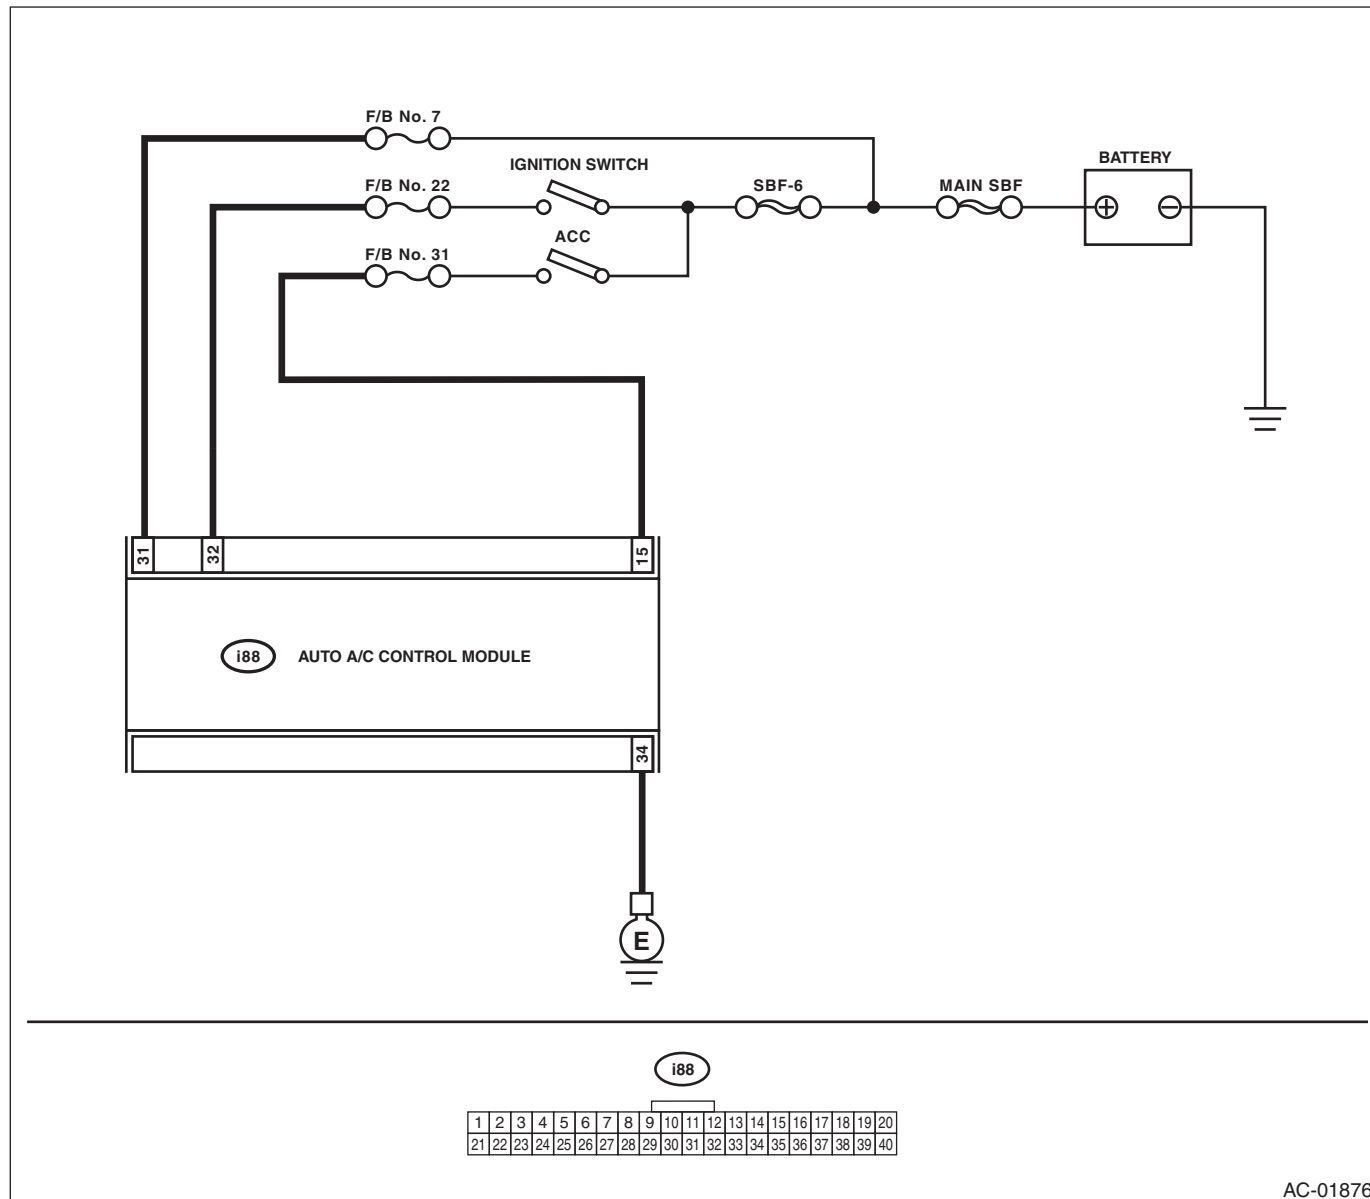 F/B No. 7
IGNITION SWITCH
BATTERY
F/B No. 22
SBF-6
MAIN SBF
ACC
F/B No. 31
31
32
15
i88 AUTO A/C CONTROL MODULE
34
E
i88
1 2 3 4 5 6 7 8 9 10 11 12 13 14 15 16 17 18 19 20
21 22 23 24 25 26 27 28 29 30 31 32 33 34 35 36 37 38 39 40
AC-01876